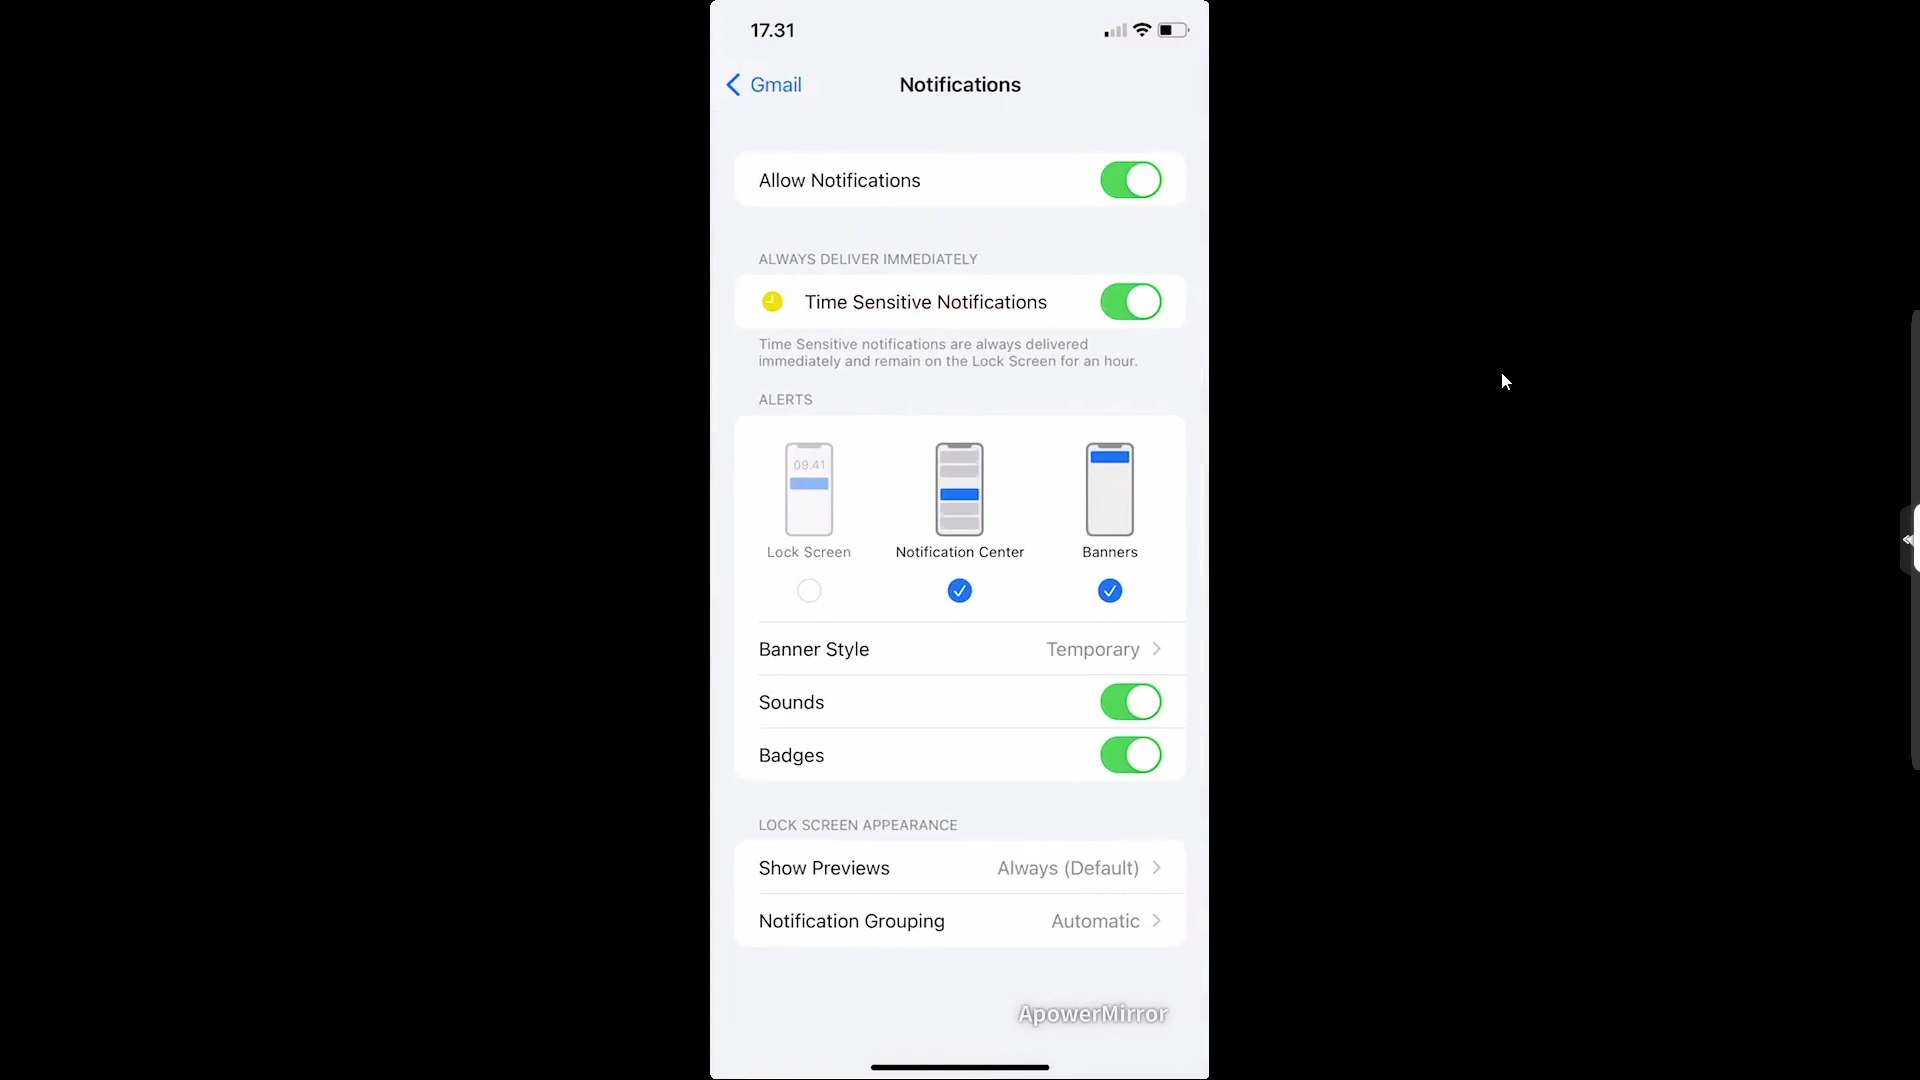 17.31
Gmail
Notifications
Allow Notifications
ALWAYS DELIVER IMMEDIATELY
Time Sensitive Notifications
Time Sensitive notifications are always delivered
immediately and remain on the Lock Screen for an hour.
ALERTS
09.41
Lock Screen
Notification Center
Banners
Banner Style
Temporary
Sounds
Badges
LOCK SCREEN APPEARANCE
Show Previews
Always (Default)
Notification Grouping
Automatic
ApowerMirror